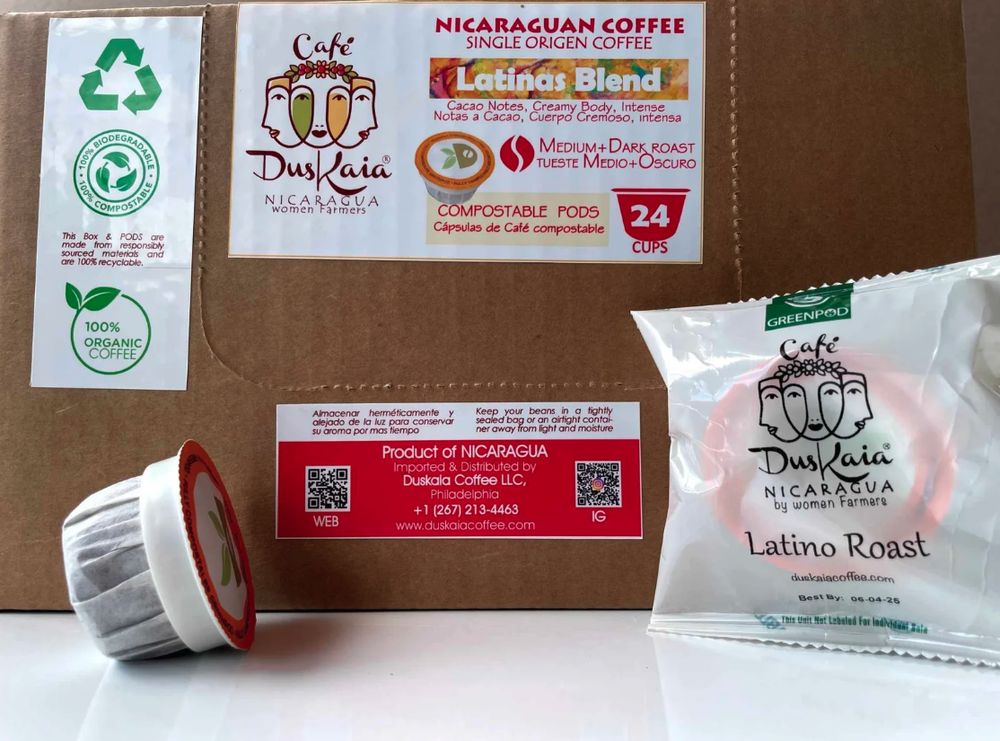 100% BIODEGRADABLE
100% COMPOSTABLE
This Box & PODS are
made from responsibly
sourced materials and
are 100% recyclable.
100%
ORGANIC
COFFEE
Café
DusKaia®
NICARAGUA
women Farmers
NICARAGUAN COFFEE
SINGLE ORIGEN COFFEE
Latinas Blend
Cacao Notes, Creamy Body, Intense
Notas a Cacao, Cuerpo Cremoso, intensa
MEDIUM+DARK ROAST
TUESTE MEDIO+OSCURO
COMPOSTABLE PODS
Cápsulas de Café compostable
24
CUPS
Almacenar herméticamente y
alejado de la luz para conservar
su aroma por mas tiempo
Keep your beans in a tightly
sealed bag or an airtight contai-
ner away from light and moisture
Product of NICARAGUA
Imported & Distributed by
Duskaia Coffee LLC,
Philadelphia
+1 (267) 213-4463
www.duskaiacoffee.com
WEB
IG
GREENPOD
Café
DusKaia®
NICARAGUA
by women Farmers
Latino Roast
duskaiacoffee.com
Best By: 06-04-25
This Unit Not Labeled For Individual Sale